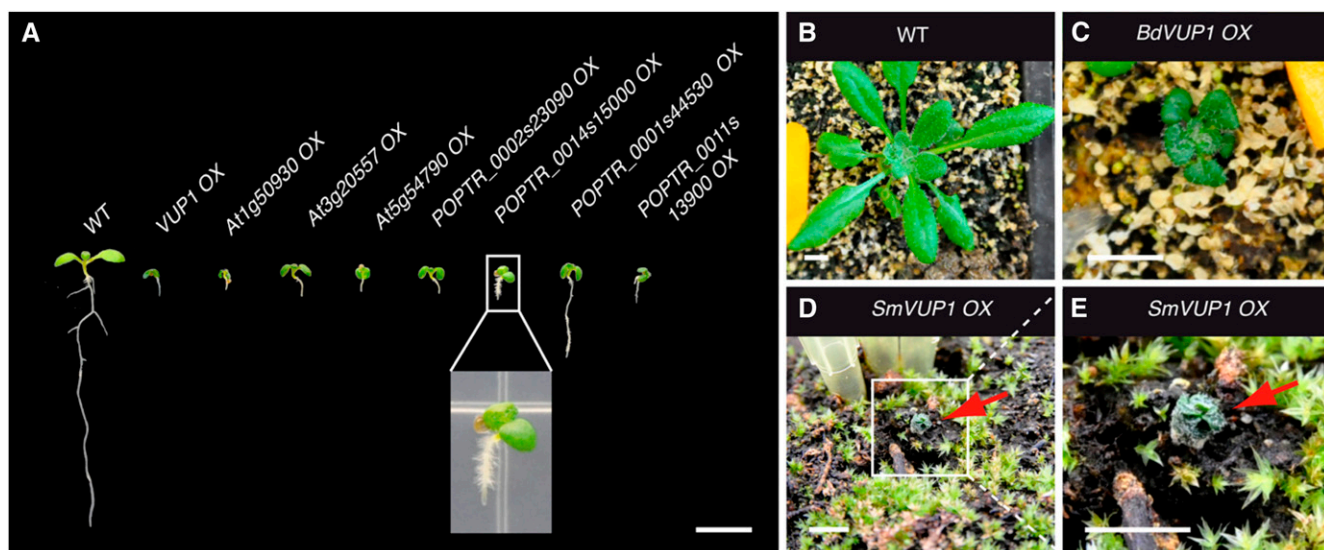 A
WT
VUP1 OX
At1g50930 OX
At3g20557 OX
At5g54790 OX
POPTR_0002s23090 OX
POPTR_0014s15000 OX
POPTR_0001s44530 OX
POPTR_0011s
13900 OX
B
WT
C
BdVUP1 OX
D
SmVUP1 OX
E
SmVUP1 OX